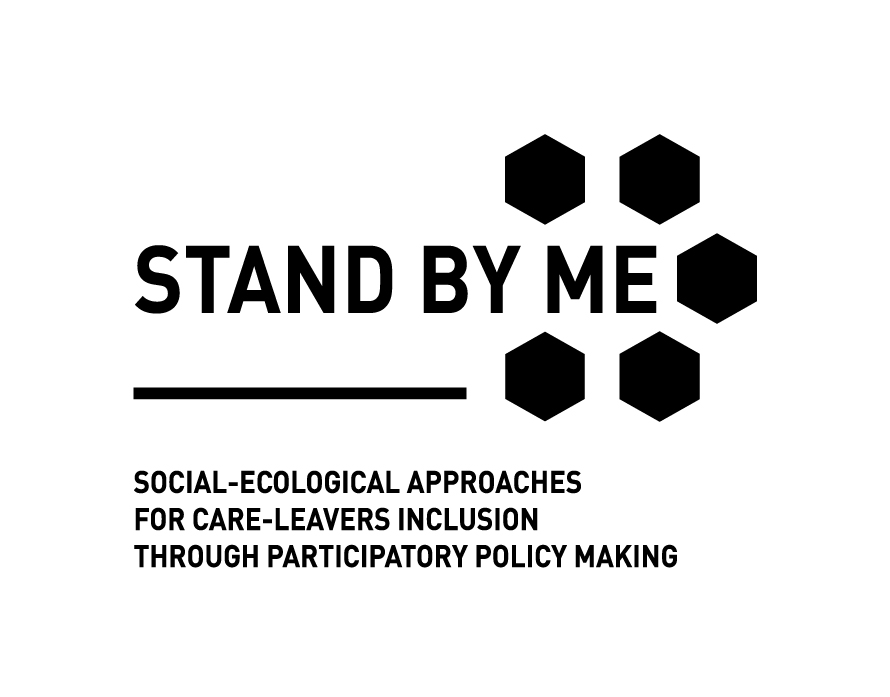 STAND BY ME
SOCIAL-ECOLOGICAL APPROACHES
FOR CARE-LEAVERS INCLUSION
THROUGH PARTICIPATORY POLICY MAKING